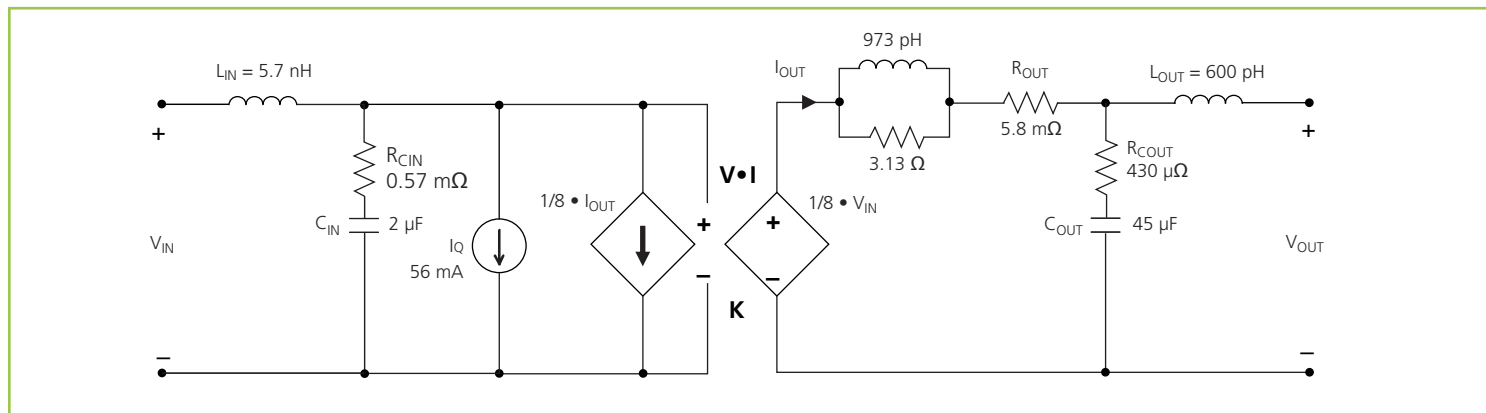 973 pH
L_IN = 5.7 nH
I_OUT
R_OUT
L_OUT = 600 pH
+
5.8 mΩ
+
R_CIN
0.57 mΩ
3.13 Ω
R_COUT
430 µΩ
V•I
1/8 • I_OUT
1/8 • V_IN
C_IN
2 µF
+
+
C_OUT
45 µF
V_IN
I_Q
56 mA
V_OUT
–
–
K
–
–